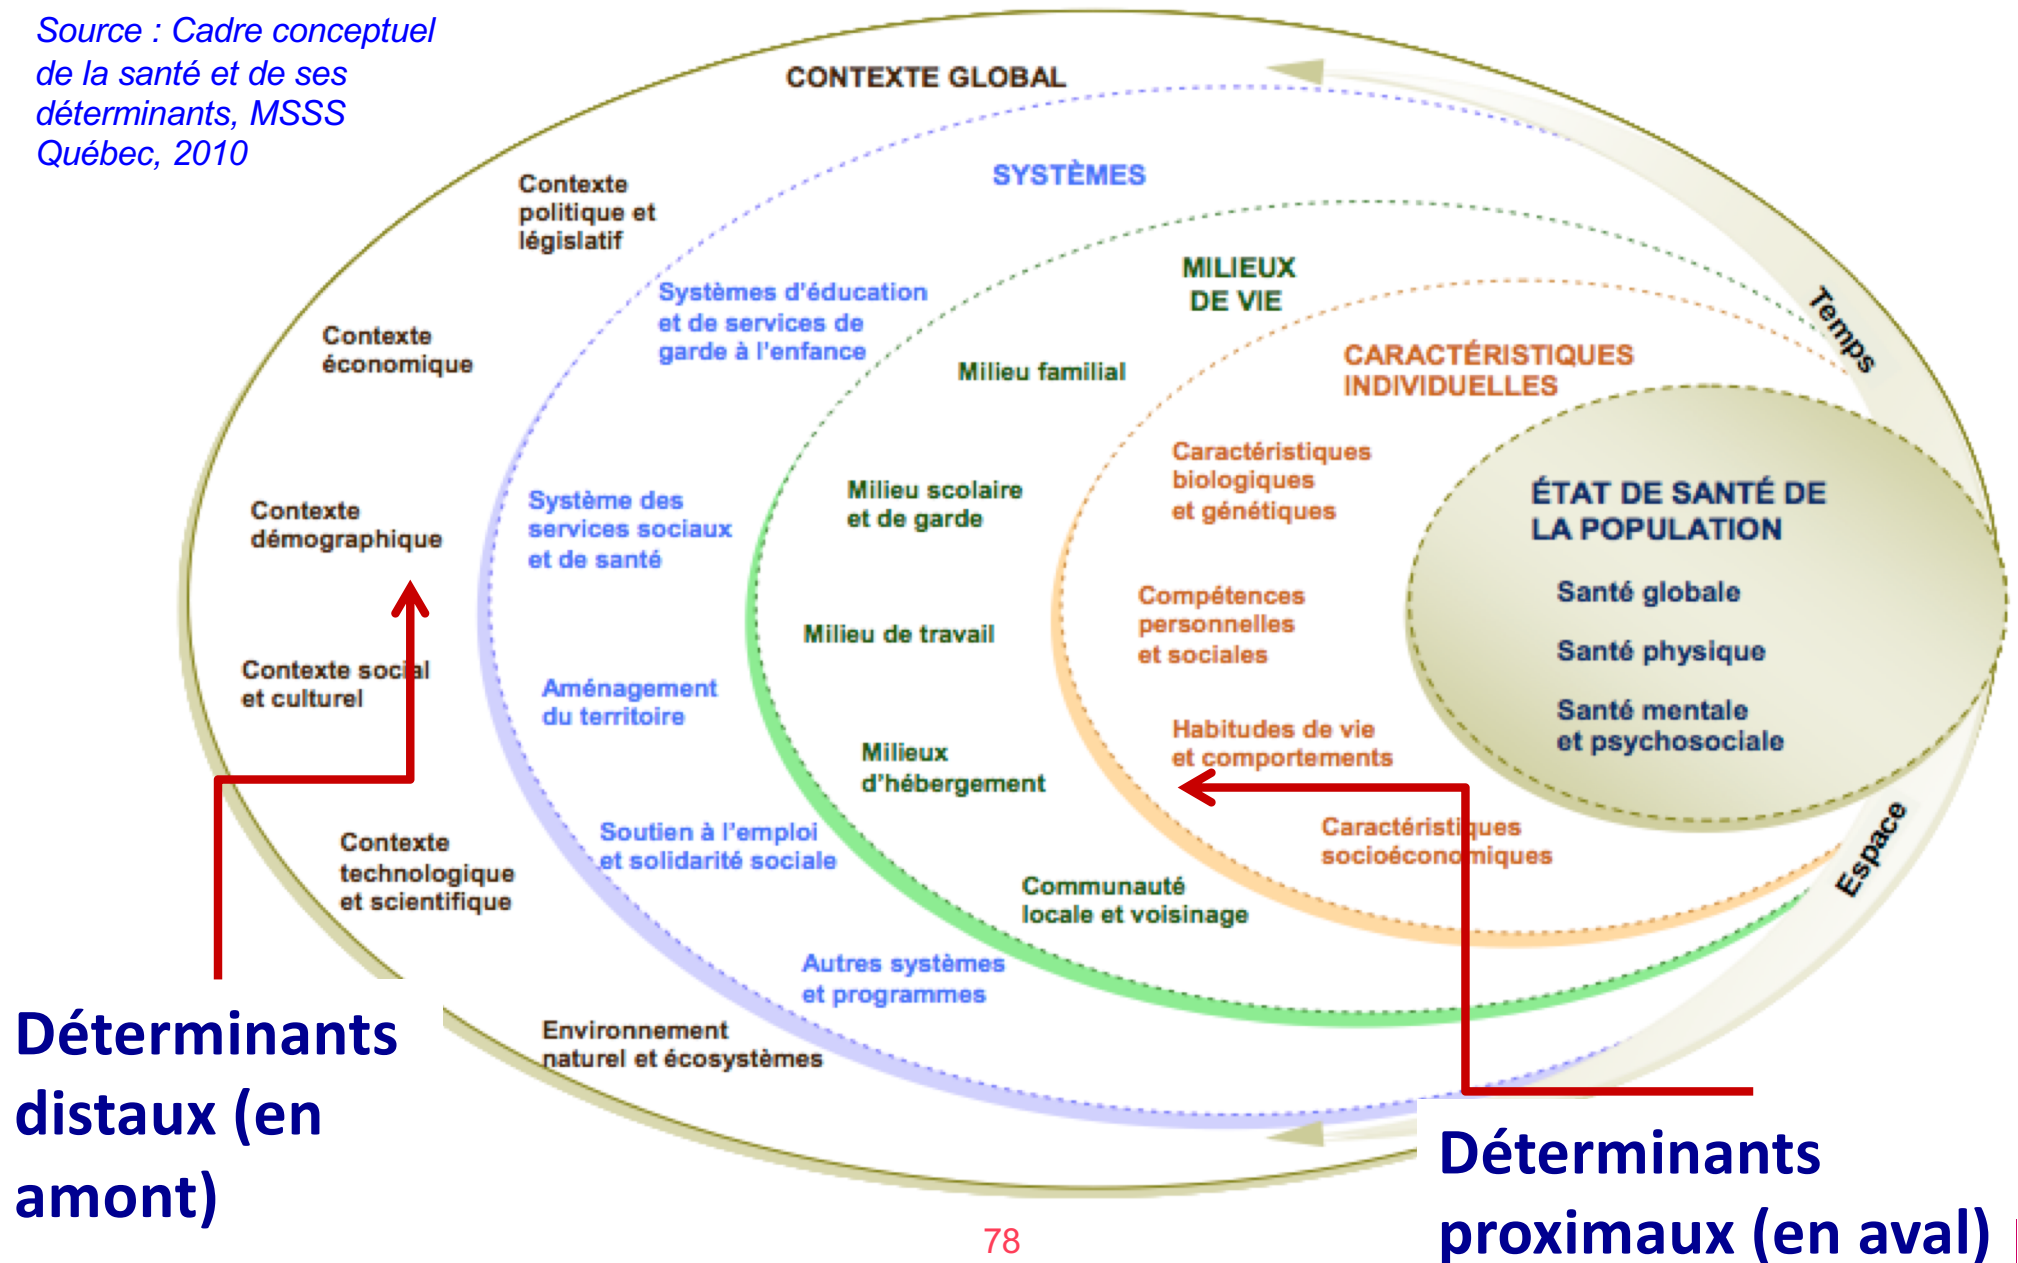 Source : Cadre conceptuel
de la santé et de ses
déterminants, MSSS
Québec, 2010
CONTEXTE GLOBAL
Contexte
politique et
législatif
Contexte
économique
Contexte
démographique
Contexte social
et culturel
Contexte
technologique
et scientifique
Environnement
naturel et écosystèmes
SYSTÈMES
Systèmes d'éducation
et de services de
garde à l'enfance
Système des
services sociaux
et de santé
Aménagement
du territoire
Soutien à l'emploi
et solidarité sociale
Autres systèmes
et programmes
MILIEUX
DE VIE
Milieu familial
Milieu scolaire
et de garde
Milieu de travail
Milieux
d'hébergement
Communauté
locale et voisinage
CARACTÉRISTIQUES
INDIVIDUELLES
Caractéristiques
biologiques
et génétiques
Compétences
personnelles
et sociales
Habitudes de vie
et comportements
Caractéristiques
socioéconomiques
ÉTAT DE SANTÉ DE
LA POPULATION
Santé globale
Santé physique
Santé mentale
et psychosociale
Temps
Espace
Déterminants
distaux (en
amont)
Déterminants
proximaux (en aval)
78